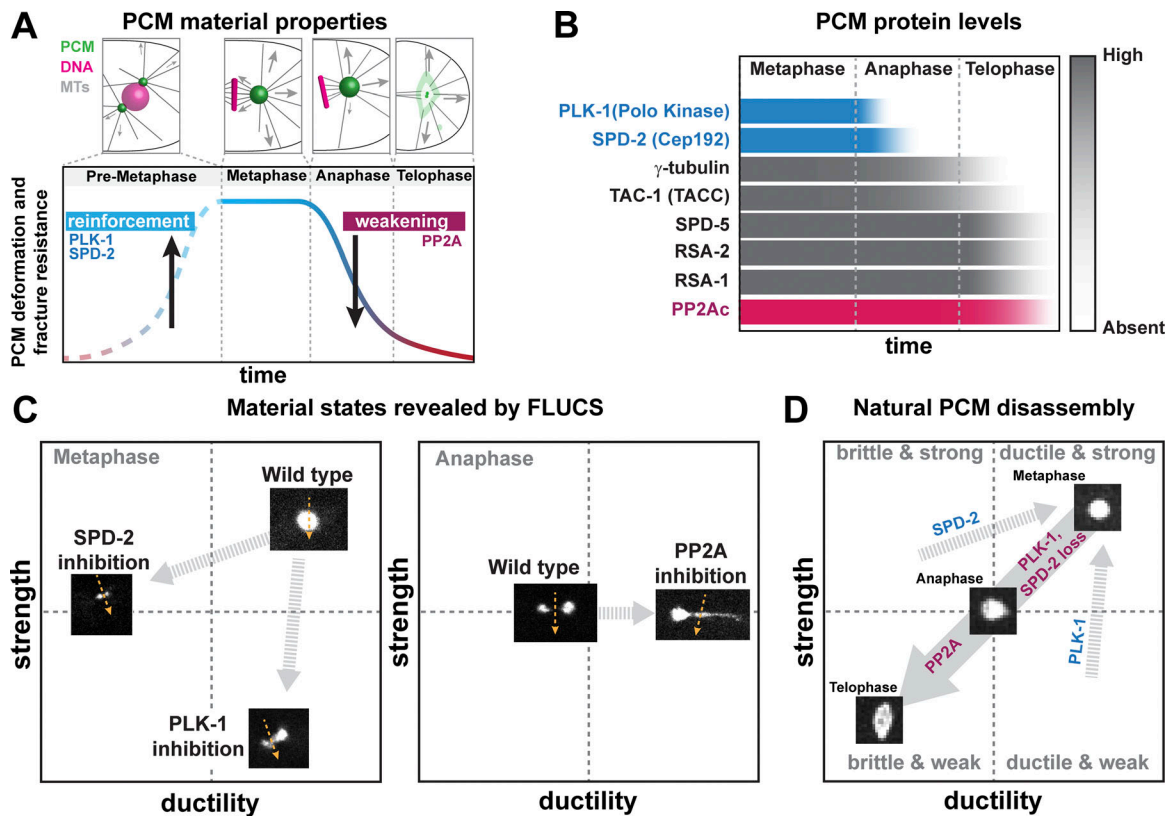 A
PCM material properties
PCM
DNA
MTs
Pre-Metaphase
Metaphase
Anaphase
Telophase
reinforcement
PLK-1
SPD-2
weakening
PP2A
PCM deformation and
fracture resistance
time
B
PCM protein levels
Metaphase
Anaphase
Telophase
PLK-1(Polo Kinase)
SPD-2 (Cep192)
γ-tubulin
TAC-1 (TACC)
SPD-5
RSA-2
RSA-1
PP2Ac
time
High
Absent
C
Material states revealed by FLUCS
Metaphase
Wild type
SPD-2
inhibition
PLK-1
inhibition
strength
ductility
Anaphase
Wild type
PP2A
inhibition
strength
ductility
D
Natural PCM disassembly
brittle & strong
ductile & strong
Metaphase
SPD-2
PLK-1,
SPD-2 loss
Anaphase
PP2A
PLK-1
Telophase
brittle & weak
ductile & weak
strength
ductility